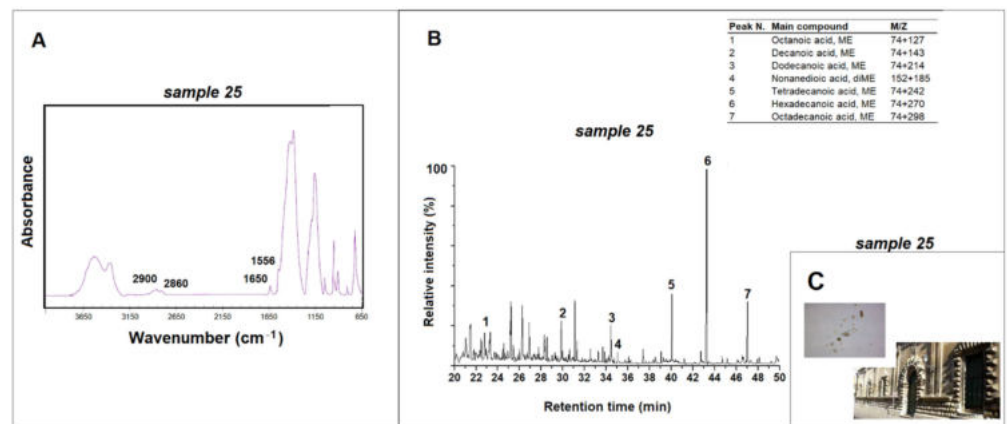 A
sample 25
Absorbance
2900
2860
1650
1556
3650 3150 2650 2150 1650 1150 650
Wavenumber (cm⁻¹)
B
Peak N. Main compound M/Z
1 Octanoic acid, ME 74+127
2 Decanoic acid, ME 74+143
3 Dodecanoic acid, ME 74+214
4 Nonanedioic acid, diME 152+185
5 Tetradecanoic acid, ME 74+242
6 Hexadecanoic acid, ME 74+270
7 Octadecanoic acid, ME 74+298
sample 25
100
Relative intensity (%)
1
2
3
4
5
6
7
20 22 24 26 28 30 32 34 36 38 40 42 44 46 48 50
Retention time (min)
sample 25
C